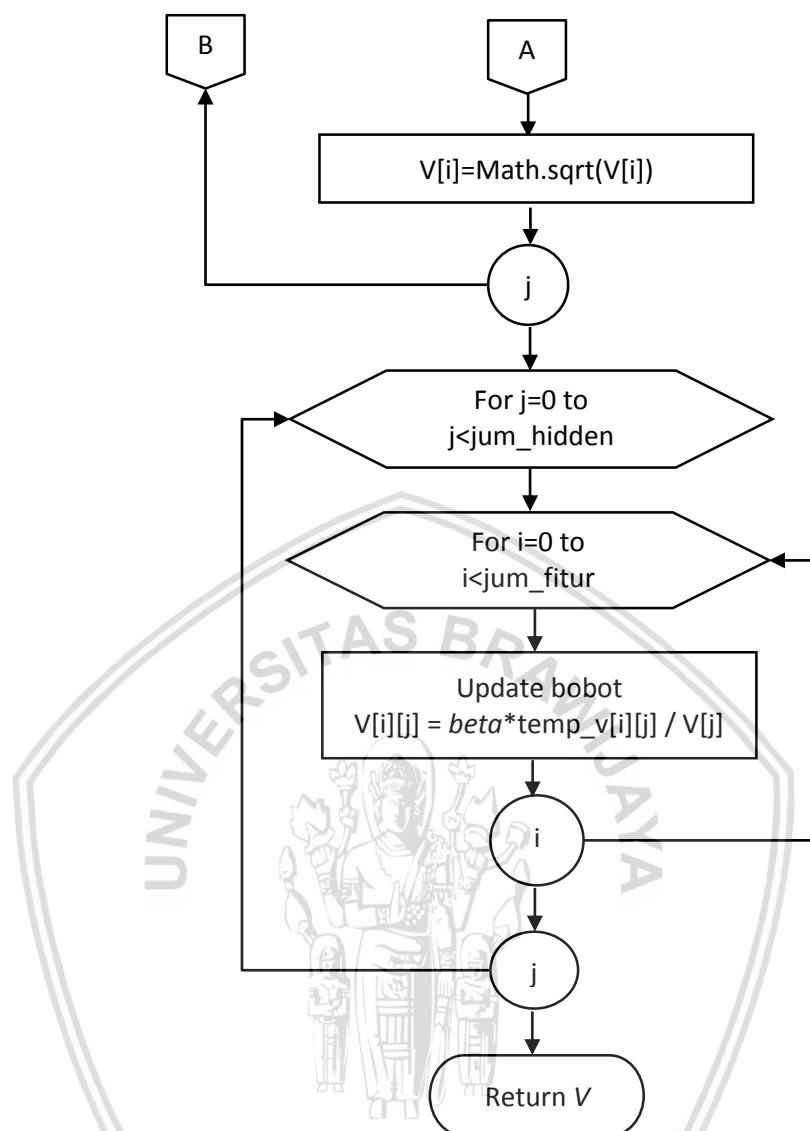 B
A
V[i]=Math.sqrt(V[i])
j
For j=0 to
j<jum_hidden
For i=0 to
i<jum_fitur
UNIVERSITAS BRAWIJAYA
Update bobot
V[i][j] = beta*temp_v[i][j] / V[j]
i
j
Return V